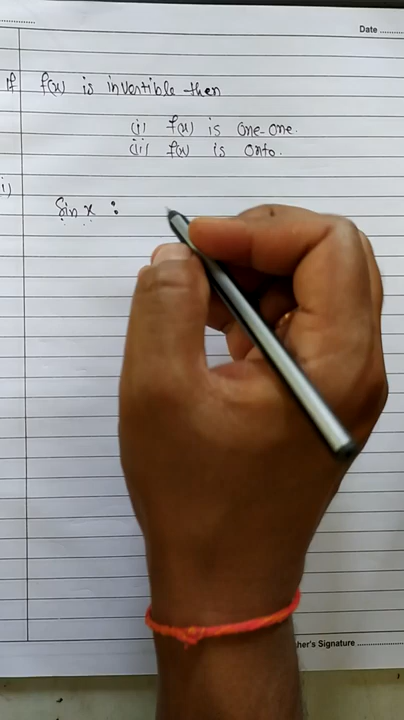 Date ..........
If f(x) is invertible then
(i) f(x) is one-one.
(ii) f(x) is onto.
i)
Sin x :
her's Signature ..........